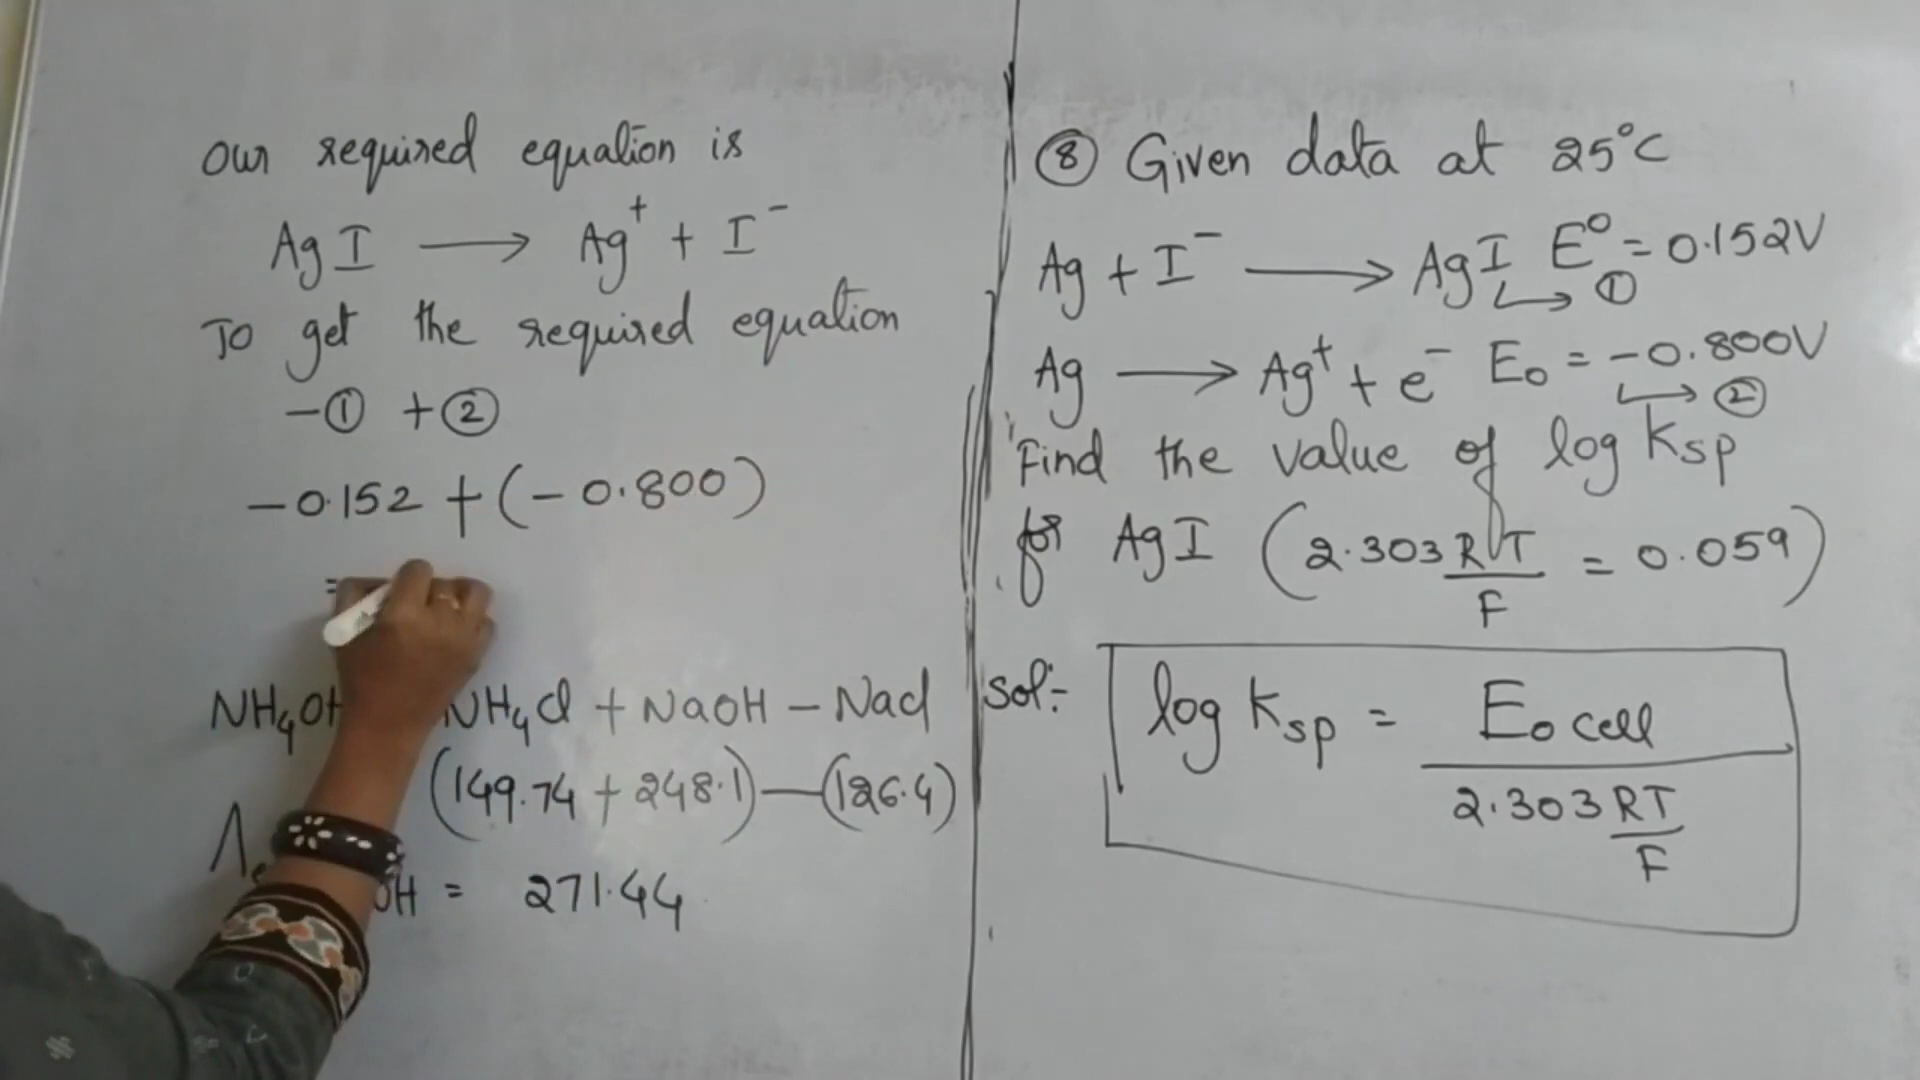 Our required equation is
AgI ⟶ Ag⁺ + I⁻
To get the required equation
-① +②
-0.152 + (-0.800)
=
NH₄OH NH₄Cl + NaOH - Nacl
(149.74 + 248.1) — (126.4)
Λ OH = 271.44
⑧ Given data at 25°C
Ag + I⁻ ⟶ AgI E⁰ = 0.152V
↳ ①
Ag ⟶ Ag⁺ + e⁻ E₀ = -0.800V
↳ ②
Find the value of log Ksp
for AgI (2.303 RT/F = 0.059)
Sol:- log Ksp = E₀ cell / 2.303 RT/F